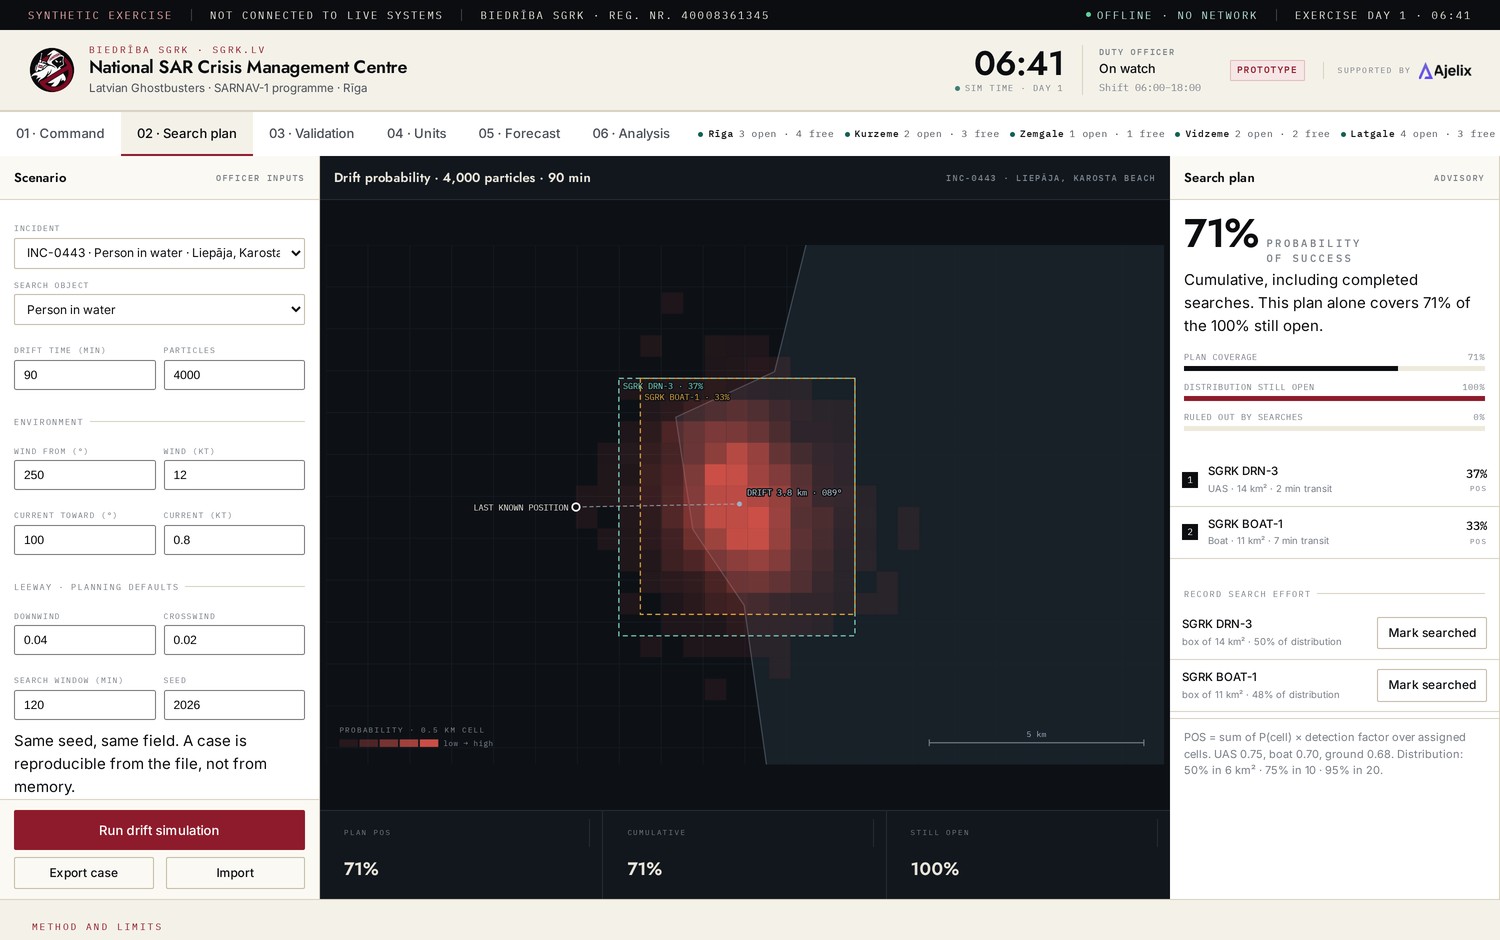 SYNTHETIC EXERCISE | NOT CONNECTED TO LIVE SYSTEMS | BIEDRĪBA SGRK · REG. NR. 40008361345
OFFLINE · NO NETWORK | EXERCISE DAY 1 · 06:41
BIEDRĪBA SGRK · SGRK.LV
National SAR Crisis Management Centre
Latvian Ghostbusters · SARNAV-1 programme · Rīga
06:41
SIM TIME · DAY 1
DUTY OFFICER
On watch
Shift 06:00–18:00
PROTOTYPE
SUPPORTED BY Ajelix
01 · Command
02 · Search plan
03 · Validation
04 · Units
05 · Forecast
06 · Analysis
Rīga 3 open · 4 free
Kurzeme 2 open · 3 free
Zemgale 1 open · 1 free
Vidzeme 2 open · 2 free
Latgale 4 open · 3 free
Scenario
OFFICER INPUTS
INCIDENT
INC-0443 · Person in water · Liepāja, Karosta
SEARCH OBJECT
Person in water
DRIFT TIME (MIN) PARTICLES
90 4000
ENVIRONMENT
WIND FROM (°) WIND (KT)
250 12
CURRENT TOWARD (°) CURRENT (KT)
100 0.8
LEEWAY · PLANNING DEFAULTS
DOWNWIND CROSSWIND
0.04 0.02
SEARCH WINDOW (MIN) SEED
120 2026
Same seed, same field. A case is
reproducible from the file, not from
memory.
Run drift simulation
Export case Import
Drift probability · 4,000 particles · 90 min
INC-0443 · LIEPĀJA, KAROSTA BEACH
SGRK DRN-3 · 37%
SGRK BOAT-1 · 33%
DRIFT 3.8 km · 089°
LAST KNOWN POSITION
PROBABILITY · 0.5 KM CELL
low → high
5 km
PLAN POS
71%
CUMULATIVE
71%
STILL OPEN
100%
Search plan
ADVISORY
71% PROBABILITY
OF SUCCESS
Cumulative, including completed
searches. This plan alone covers 71% of
the 100% still open.
PLAN COVERAGE 71%
DISTRIBUTION STILL OPEN 100%
RULED OUT BY SEARCHES 0%
1 SGRK DRN-3 37%
UAS · 14 km² · 2 min transit POS
2 SGRK BOAT-1 33%
Boat · 11 km² · 7 min transit POS
RECORD SEARCH EFFORT
SGRK DRN-3
box of 14 km² · 50% of distribution
Mark searched
SGRK BOAT-1
box of 11 km² · 48% of distribution
Mark searched
POS = sum of P(cell) × detection factor over assigned
cells. UAS 0.75, boat 0.70, ground 0.68. Distribution:
50% in 6 km² · 75% in 10 · 95% in 20.
METHOD AND LIMITS